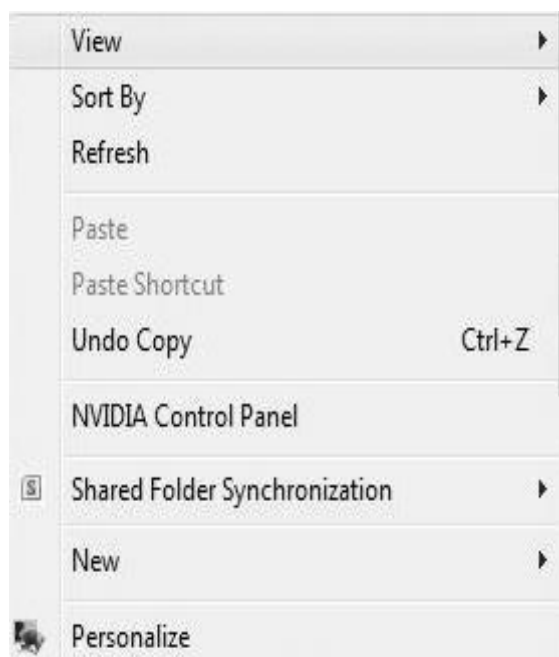 View
Sort By
Refresh
Paste
Paste Shortcut
Undo Copy Ctrl+Z
NVIDIA Control Panel
S Shared Folder Synchronization
New
Personalize